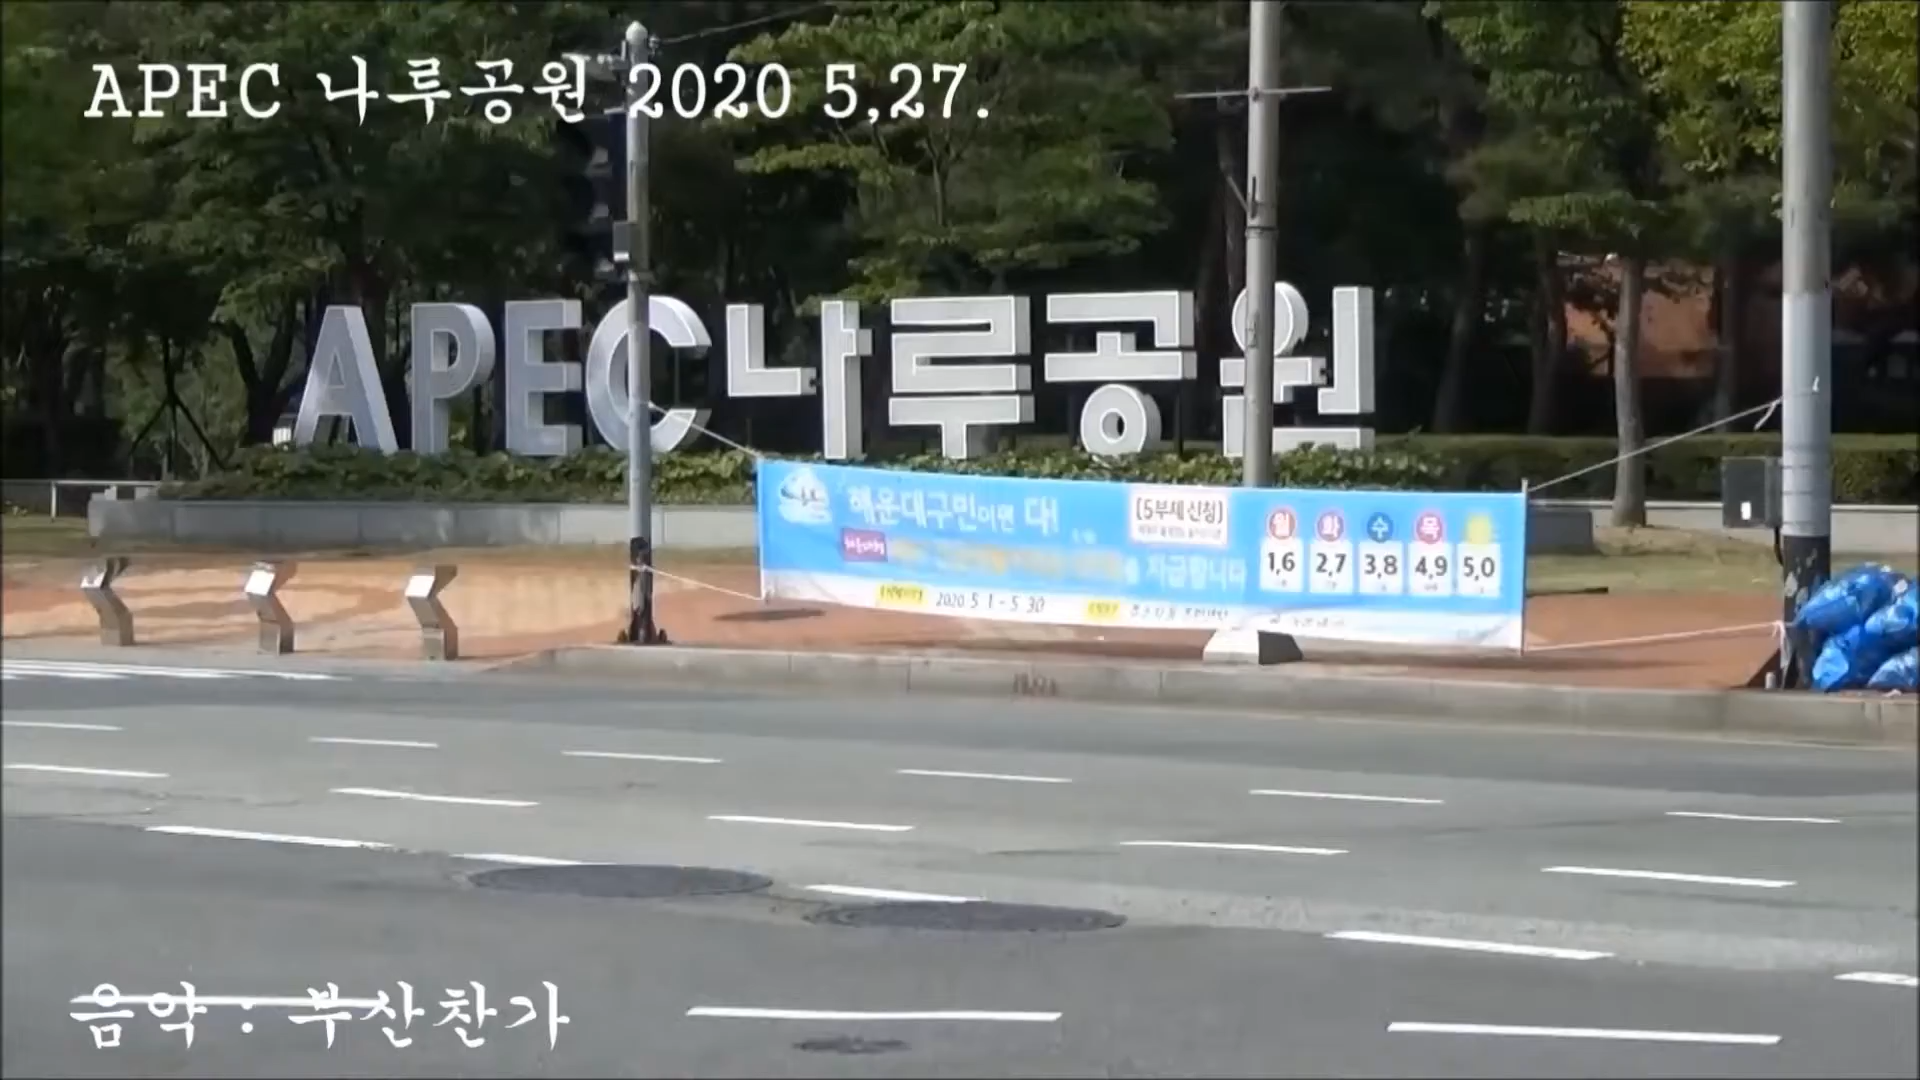 APEC 나루공원 2020 5,27.
APEC나루공원
해운대구민이면 다!
[5부제 신청]
월 화 수 목
1,6 2,7 3,8 4,9 5,0
지급합니다
2020. 5. 1 - 5. 30
음악 : 부산찬가